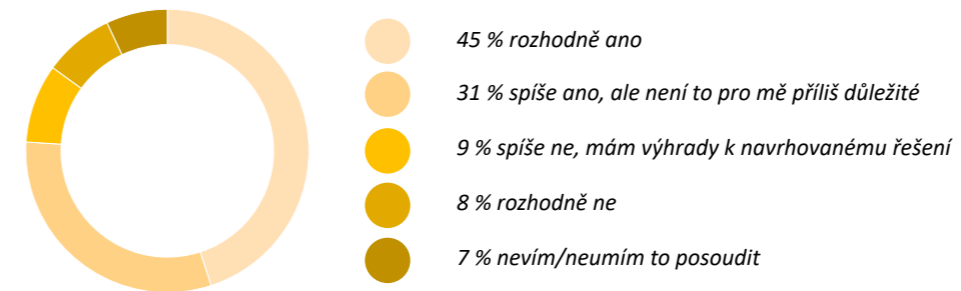 45 % rozhodně ano
31 % spíše ano, ale není to pro mě příliš důležité
9 % spíše ne, mám výhrady k navrhovanému řešení
8 % rozhodně ne
7 % nevím/neumím to posoudit